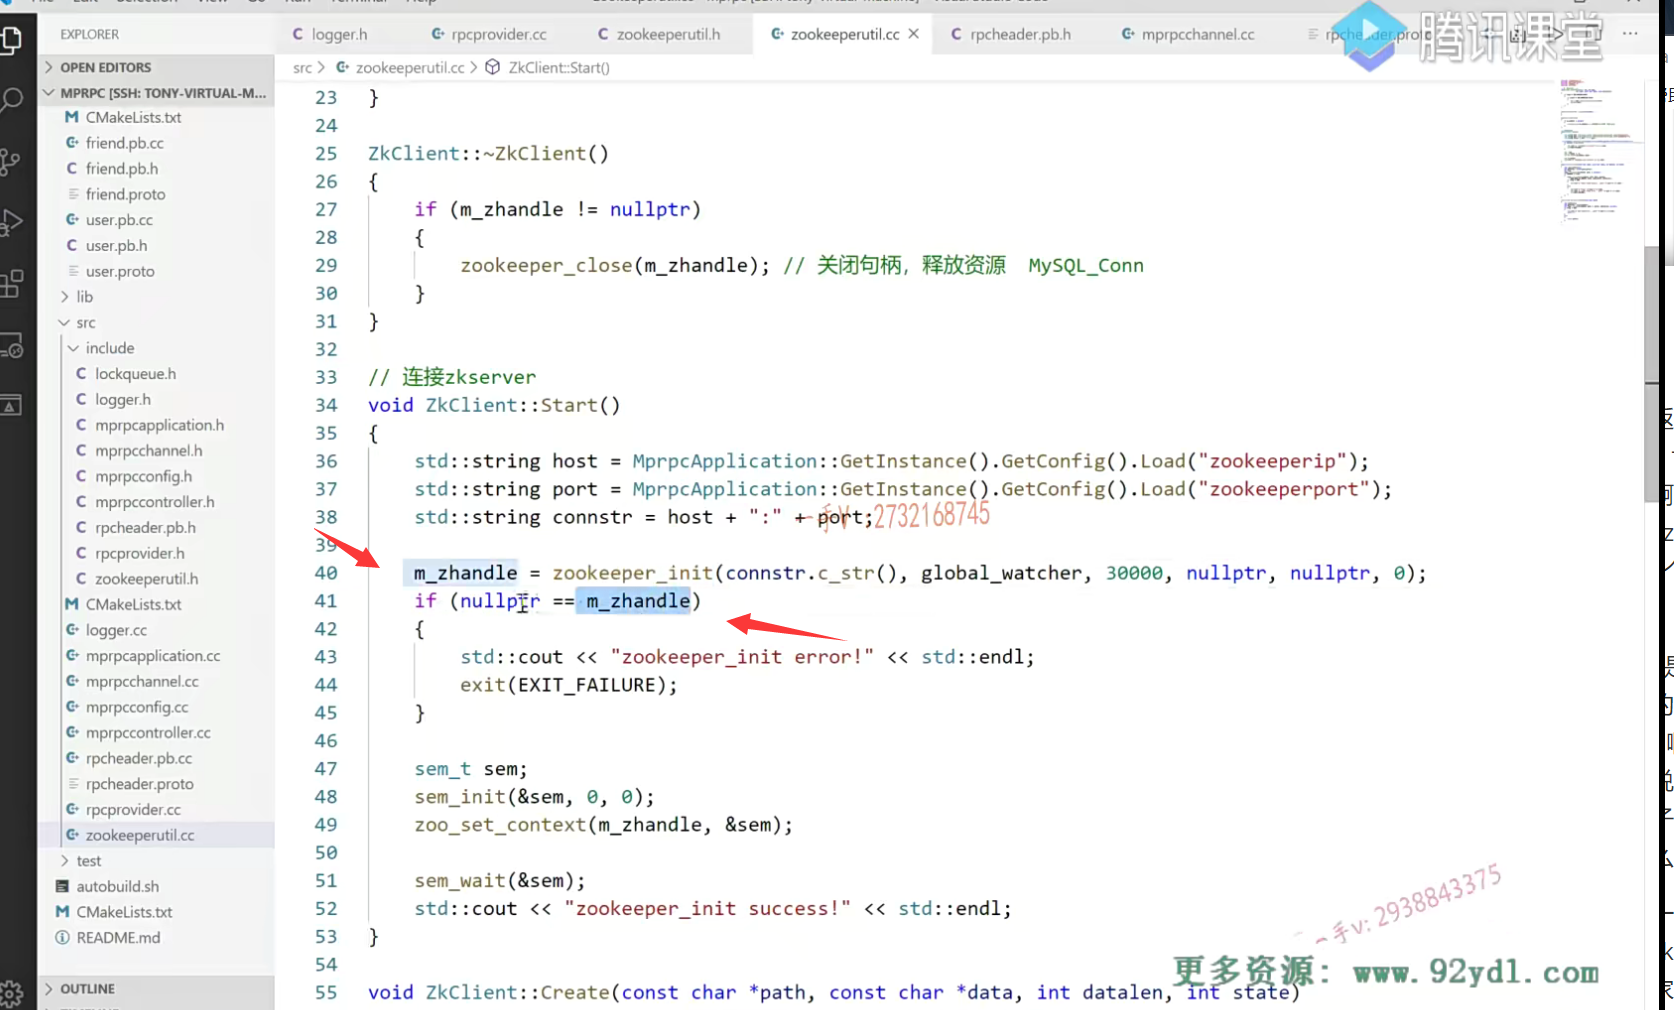 EXPLORER
OPEN EDITORS
MPRPC [SSH: TONY-VIRTUAL-M...
CMakeLists.txt
friend.pb.cc
friend.pb.h
friend.proto
user.pb.cc
user.pb.h
user.proto
lib
src
include
lockqueue.h
logger.h
mprpcapplication.h
mprpcchannel.h
mprpcconfig.h
mprpccontroller.h
rpcheader.pb.h
rpcprovider.h
zookeeperutil.h
CMakeLists.txt
logger.cc
mprpcapplication.cc
mprpcchannel.cc
mprpcconfig.cc
mprpccontroller.cc
rpcheader.pb.cc
rpcheader.proto
rpcprovider.cc
zookeeperutil.cc
test
autobuild.sh
CMakeLists.txt
README.md
OUTLINE
logger.h rpcprovider.cc zookeeperutil.h zookeeperutil.cc rpcheader.pb.h mprpcchannel.cc rpcheader.proto
腾讯课堂
src > zookeeperutil.cc > ZkClient::Start()
23 }
24
25 ZkClient::~ZkClient()
26 {
27 if (m_zhandle != nullptr)
28 {
29 zookeeper_close(m_zhandle); // 关闭句柄，释放资源 MySQL_Conn
30 }
31 }
32
33 // 连接zkserver
34 void ZkClient::Start()
35 {
36 std::string host = MprpcApplication::GetInstance().GetConfig().Load("zookeeperip");
37 std::string port = MprpcApplication::GetInstance().GetConfig().Load("zookeeperport");
38 std::string connstr = host + ":" + port;
手V 2732168745
39
40 m_zhandle = zookeeper_init(connstr.c_str(), global_watcher, 30000, nullptr, nullptr, 0);
41 if (nullptr == m_zhandle)
42 {
43 std::cout << "zookeeper_init error!" << std::endl;
44 exit(EXIT_FAILURE);
45 }
46
47 sem_t sem;
48 sem_init(&sem, 0, 0);
49 zoo_set_context(m_zhandle, &sem);
50
51 sem_wait(&sem);
52 std::cout << "zookeeper_init success!" << std::endl;
53 }
54
55 void ZkClient::Create(const char *path, const char *data, int datalen, int state)
手V: 2938843375
更多资源: www.92ydl.com